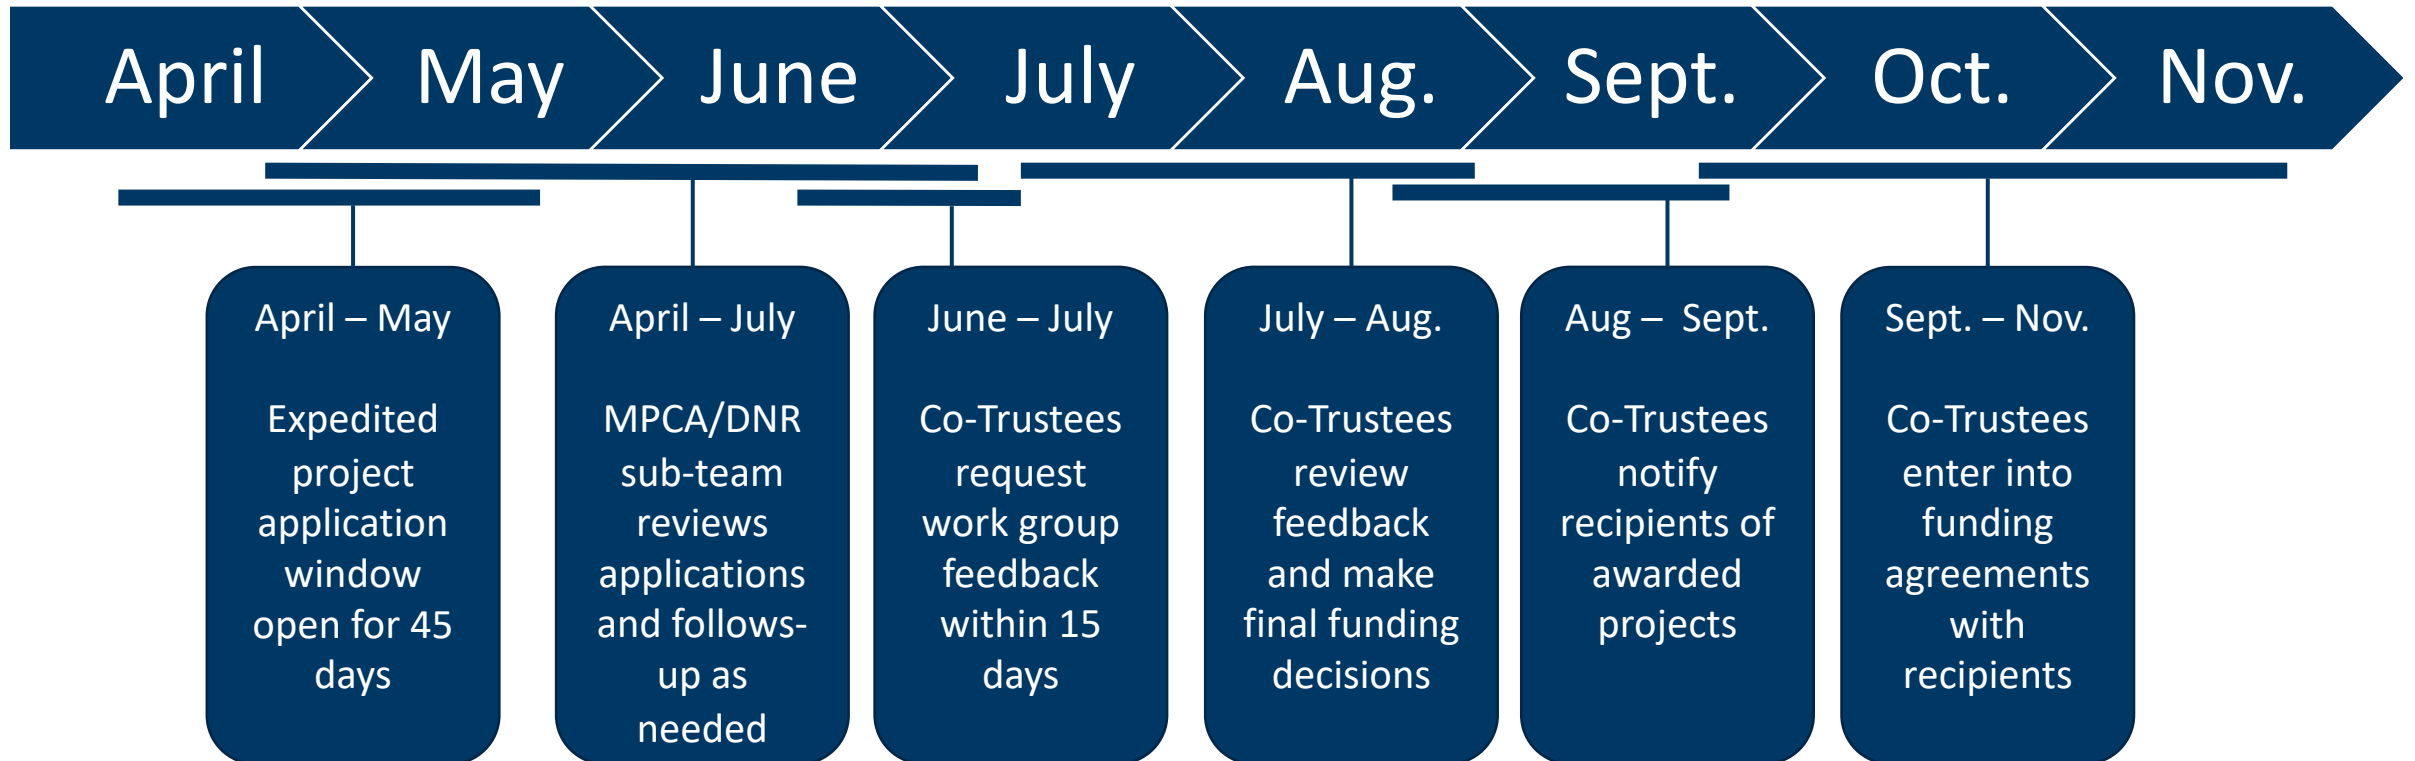 April
May
June
July
Aug.
Sept.
Oct.
Nov.
April – May
Expedited
project
application
window
open for 45
days
April – July
MPCA/DNR
sub-team
reviews
applications
and follows-
up as
needed
June – July
Co-Trustees
request
work group
feedback
within 15
days
July – Aug.
Co-Trustees
review
feedback
and make
final funding
decisions
Aug – Sept.
Co-Trustees
notify
recipients of
awarded
projects
Sept. – Nov.
Co-Trustees
enter into
funding
agreements
with
recipients